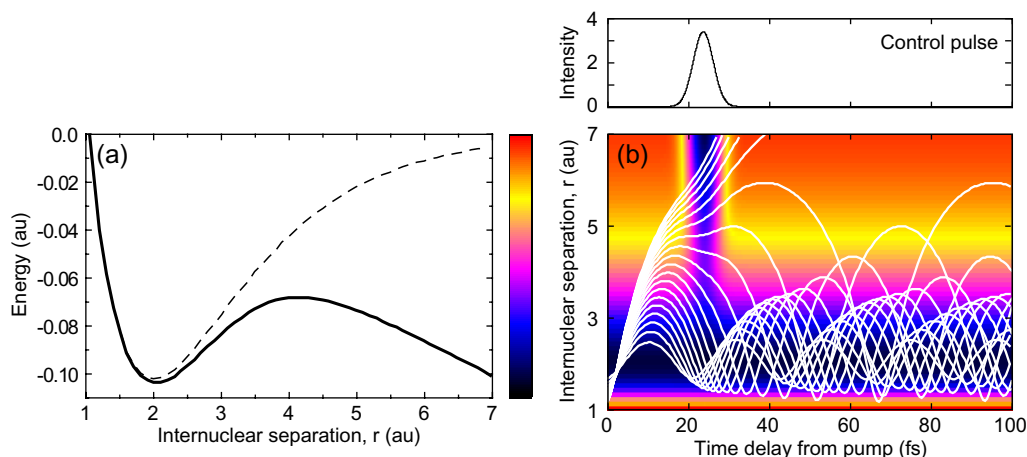 4
Intensity
2
0
Control pulse
0.0
-0.02
-0.04
-0.06
-0.08
-0.10
Energy (au)
(a)
1 2 3 4 5 6 7
Internuclear separation, r (au)
7
5
3
1
Internuclear separation, r (au)
(b)
0 20 40 60 80 100
Time delay from pump (fs)